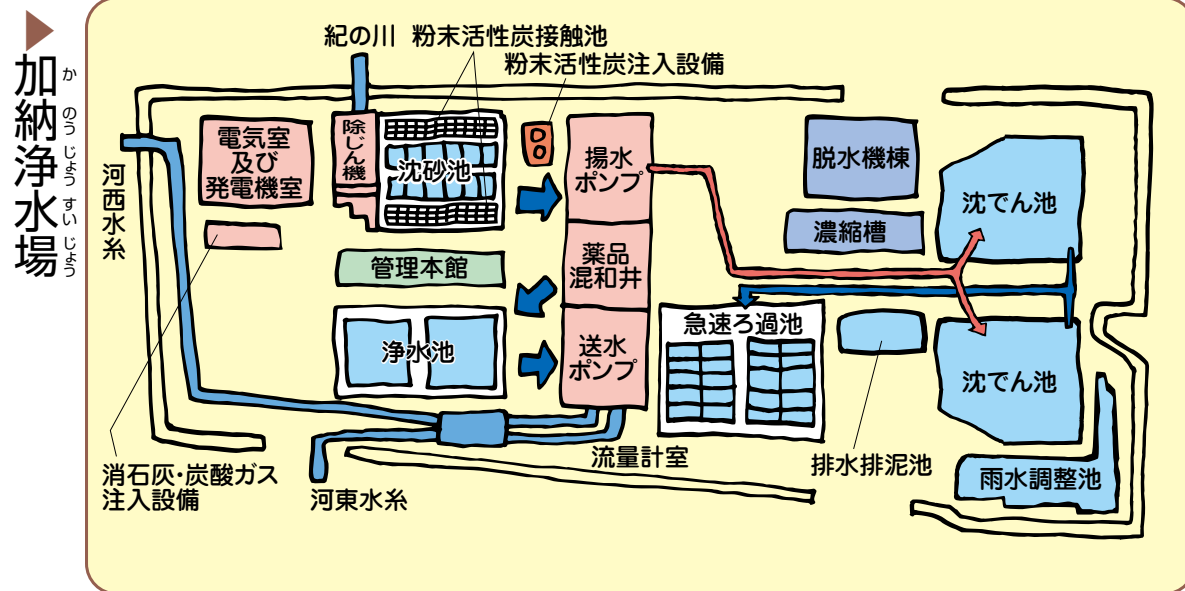 加納浄水場
か のう じょう すい じょう
紀の川
粉末活性炭接触池
粉末活性炭注入設備
電気室
及び
発電機室
除じん機
沈砂池
DO
揚水
ポンプ
脱水機棟
沈でん池
河西水糸
濃縮槽
薬品
混和井
管理本館
急速ろ過池
浄水池
送水
ポンプ
沈でん池
流量計室
排水排泥池
消石灰・炭酸ガス
注入設備
河東水糸
雨水調整池